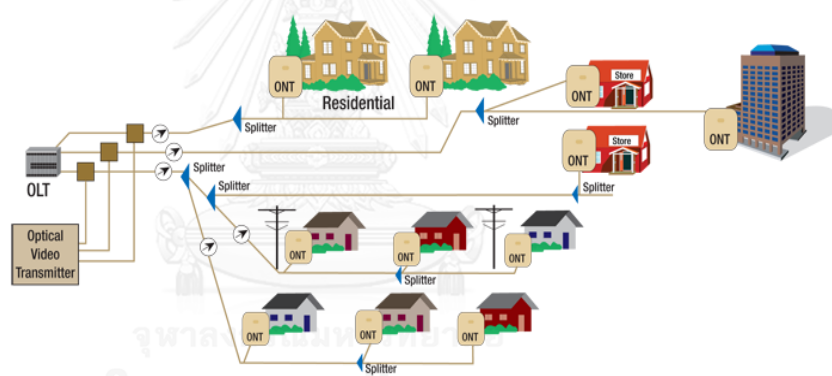 Store
ONT ONT ONT
Residential
Splitter Splitter
ONT
Store
OLT
ONT
Splitter
Splitter Splitter
Optical
Video
Transmitter
ONT ONT ONT
Splitter
ONT ONT ONT
Splitter